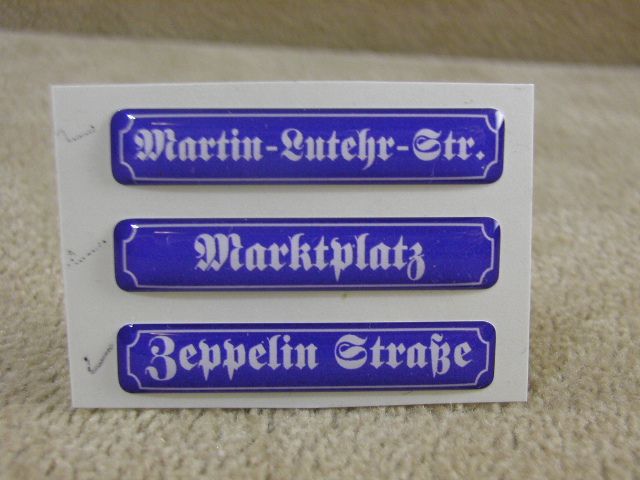 Martin-Lutehr-Str.
Marktplatz
Zeppelin Straße